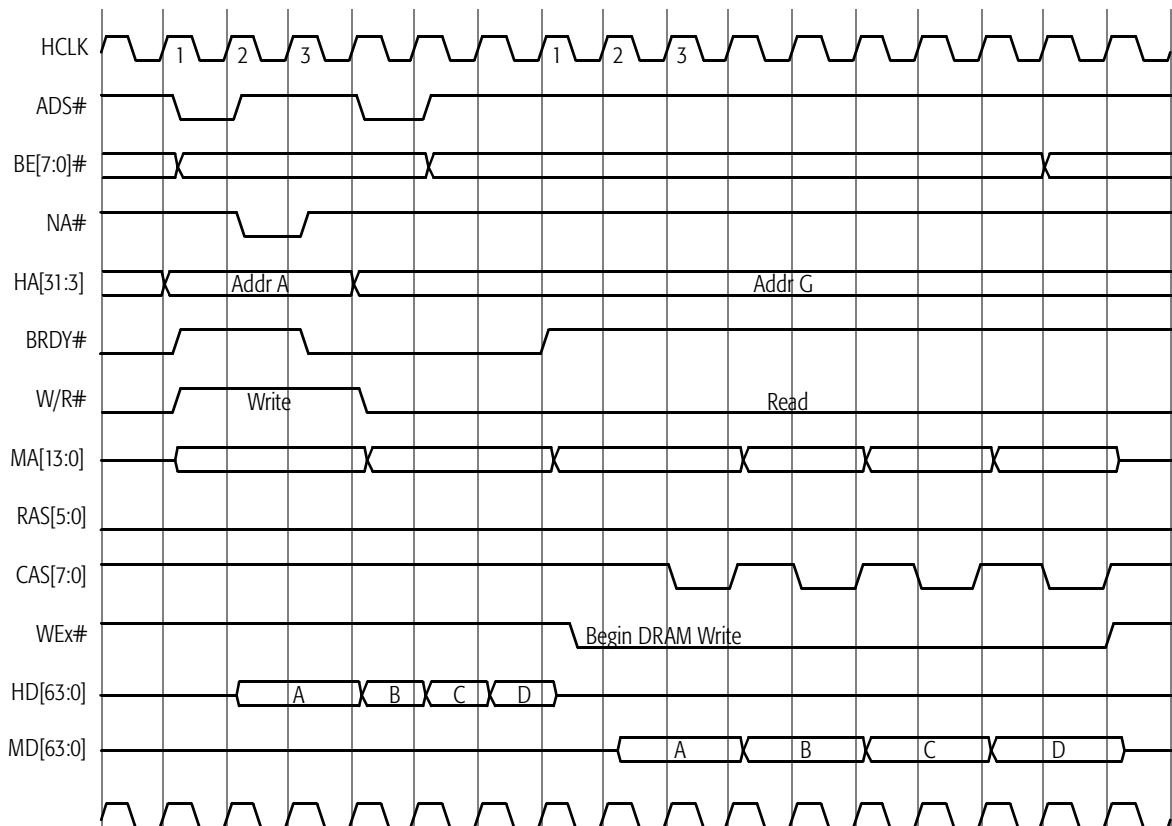 HCLK 1 2 3 1 2 3
ADS#
BE[7:0]#
NA#
HA[31:3] Addr A Addr G
BRDY#
W/R# Write Read
MA[13:0]
RAS[5:0]
CAS[7:0]
WEx# Begin DRAM Write
HD[63:0] A B C D
MD[63:0] A B C D